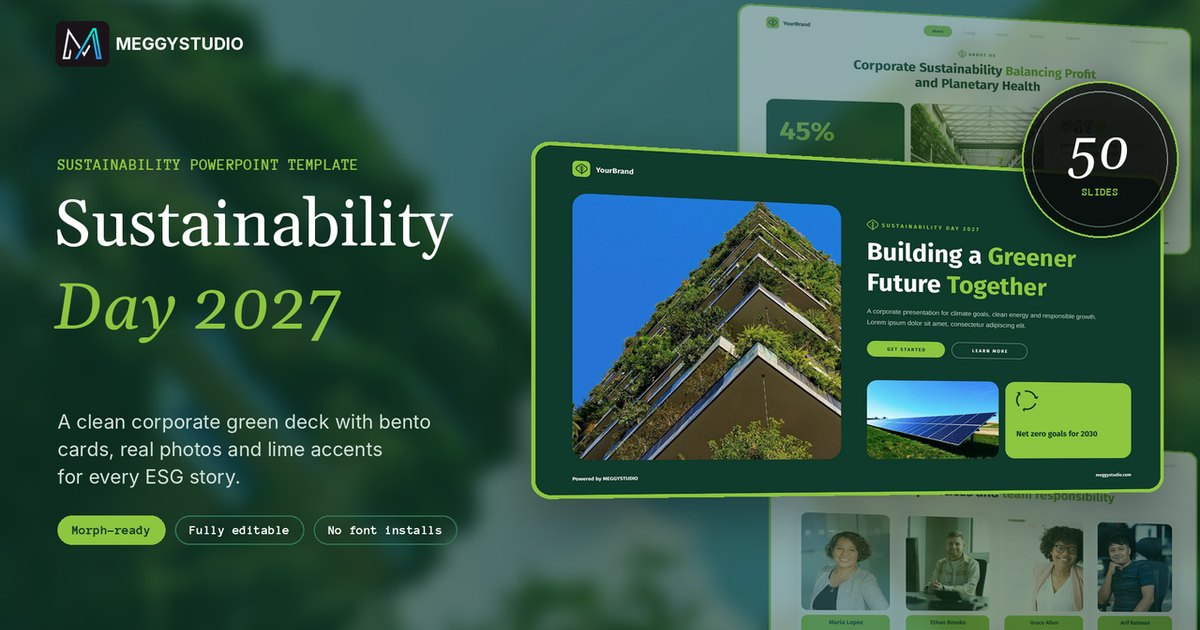 MEGGYSTUDIO
SUSTAINABILITY POWERPOINT TEMPLATE
Sustainability
Day 2027
A clean corporate green deck with bento
cards, real photos and lime accents
for every ESG story.
Morph-ready
Fully editable
No font installs
YourBrand
About
ABOUT US
Corporate Sustainability Balancing Profit
and Planetary Health
45%
50
SLIDES
YourBrand
SUSTAINABILITY DAY 2027
Building a Greener
Future Together
A corporate presentation for climate goals, clean energy and responsible growth.
Lorem ipsum dolor sit amet, consectetur adipiscing elit.
GET STARTED
LEARN MORE
Net zero goals for 2030
Powered by MEGGYSTUDIO
meggystudio.com
and team responsibility
Maria Lopez
Ethan Brooks
Grace Allen
Arif Rahman